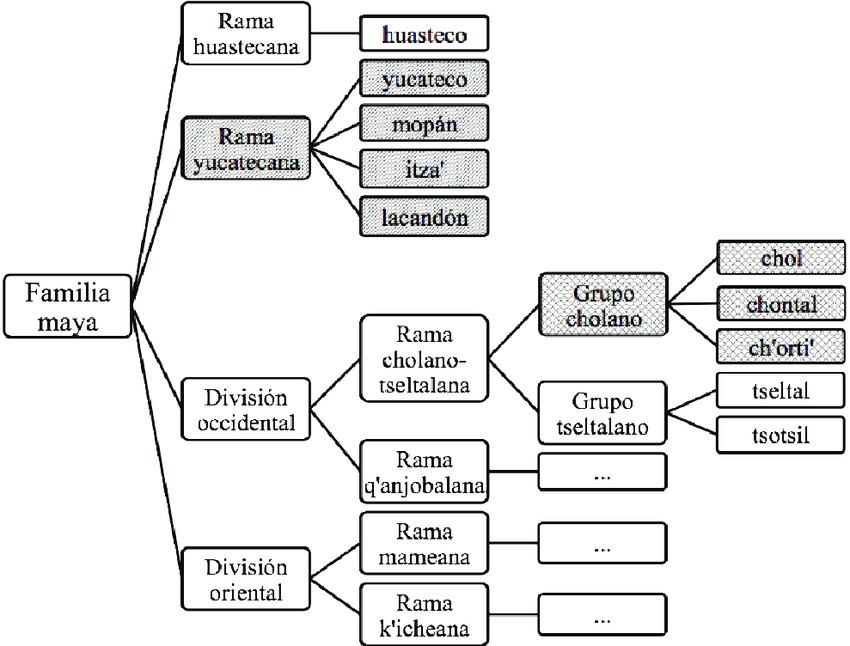 Rama
huastecana
huasteco
yucateco
Rama
yucatecana
mopán
itza'
lacandón
Familia
maya
División
occidental
Rama
cholano-
tseltalana
Grupo
cholano
chol
chontal
ch'orti'
Grupo
tseltalano
tseltal
tsotsil
Rama
q'anjobalana
...
División
oriental
Rama
mameana
...
Rama
k'icheana
...